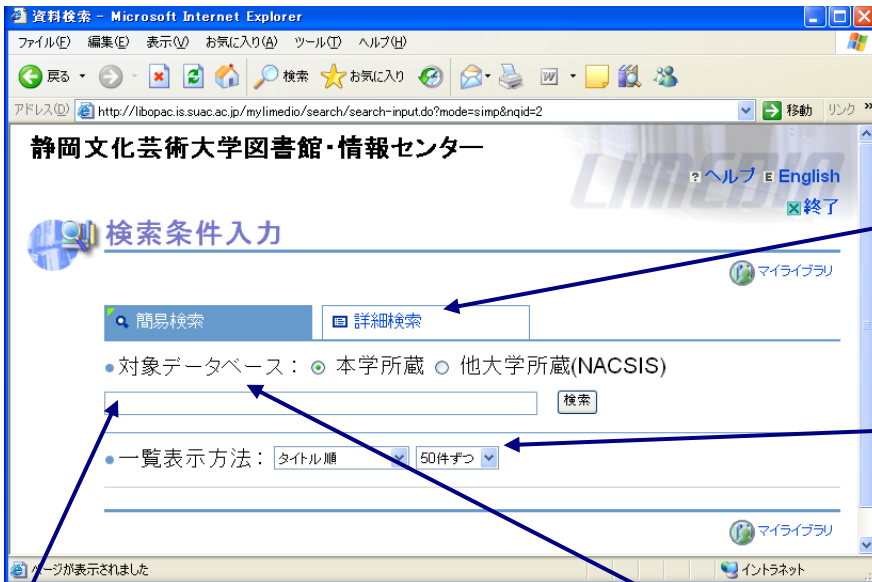 資料検索 - Microsoft Internet Explorer
ファイル(F) 編集(E) 表示(V) お気に入り(A) ツール(T) ヘルプ(H)
戻る 検索 お気に入り
アドレス(D) http://libopac.is.suac.ac.jp/mylimedio/search/search-input.do?mode=simp&nqid=2 移動 リンク »
静岡文化芸術大学図書館・情報センター
LIMEDIO
? ヘルプ E English
終了
検索条件入力
マイライブラリ
簡易検索 詳細検索
●対象データベース： 本学所蔵 他大学所蔵(NACSIS)
検索
●一覧表示方法： タイトル順 50件ずつ
マイライブラリ
ページが表示されました イントラネット